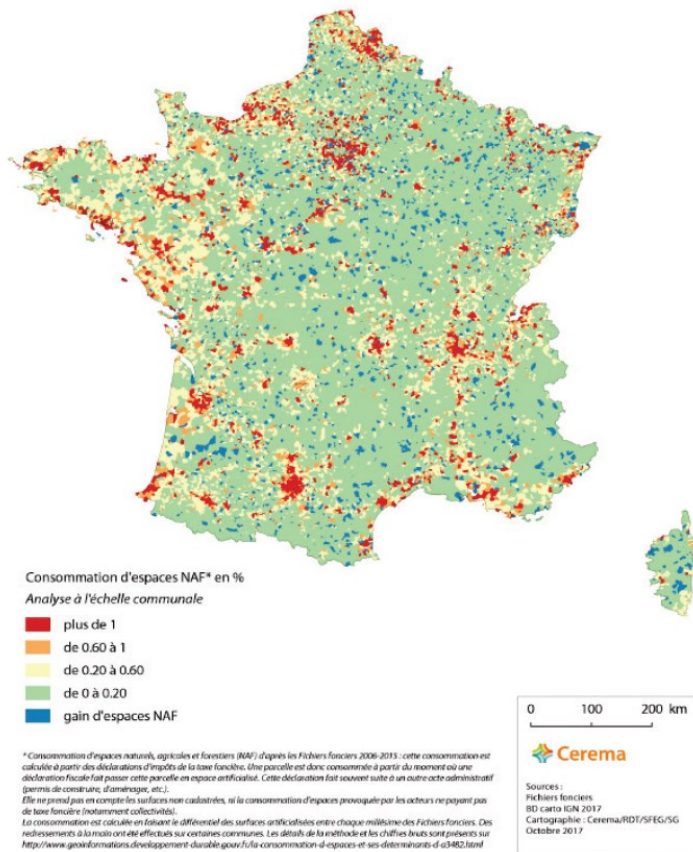 Consommation d'espaces NAF* en %
Analyse à l'échelle communale
plus de 1
de 0.60 à 1
de 0.20 à 0.60
de 0 à 0.20
gain d'espaces NAF
* Consommation d'espaces naturels, agricoles et forestiers (NAF) d'après les Fichiers fonciers 2006-2015 : cette consommation est
calculée à partir des déclarations d'impôts de la taxe foncière. Une parcelle est donc consommée à partir du moment où une
déclaration fiscale fait passer cette parcelle en espace artificialisé. Cette déclaration fait souvent suite à un autre acte administratif
(permis de construire, d'aménager, etc.).
Elle ne prend pas en compte les surfaces non cadastrées, ni la consommation d'espaces provoquée par les acteurs ne payant pas
de taxe foncière (notamment collectivités).
La consommation est calculée en faisant le différentiel des surfaces artificialisées entre chaque millésime des Fichiers fonciers. Des
redressements à la main ont été effectués sur certaines communes. Les détails de la méthode et les chiffres bruts sont présents sur
http://www.geoinformations.developpement-durable.gouv.fr/la-consommation-d-espaces-et-ses-determinants-d-a3482.html
0 100 200 km
Cerema
Sources :
Fichiers fonciers
BD carto IGN 2017
Cartographie : Cerema/RDT/SFEG/SG
Octobre 2017